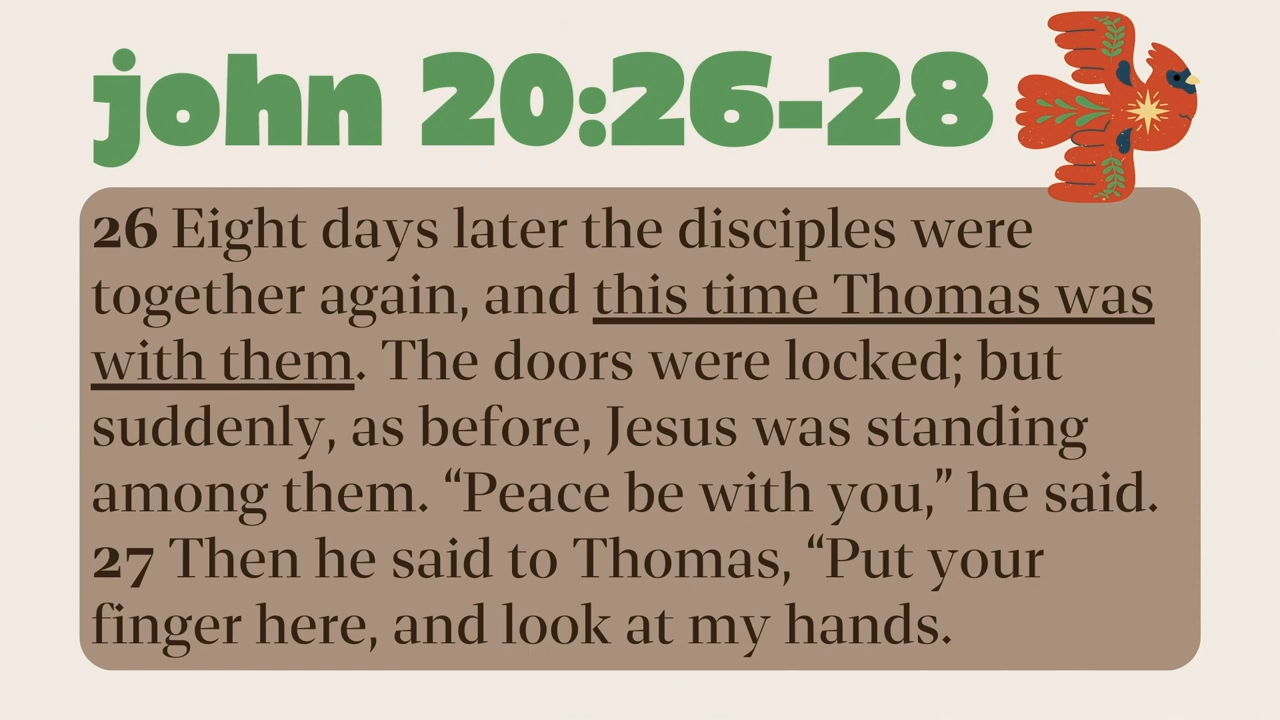 john 20:26-28
26 Eight days later the disciples were
together again, and this time Thomas was
with them. The doors were locked; but
suddenly, as before, Jesus was standing
among them. “Peace be with you,” he said.
27 Then he said to Thomas, “Put your
finger here, and look at my hands.